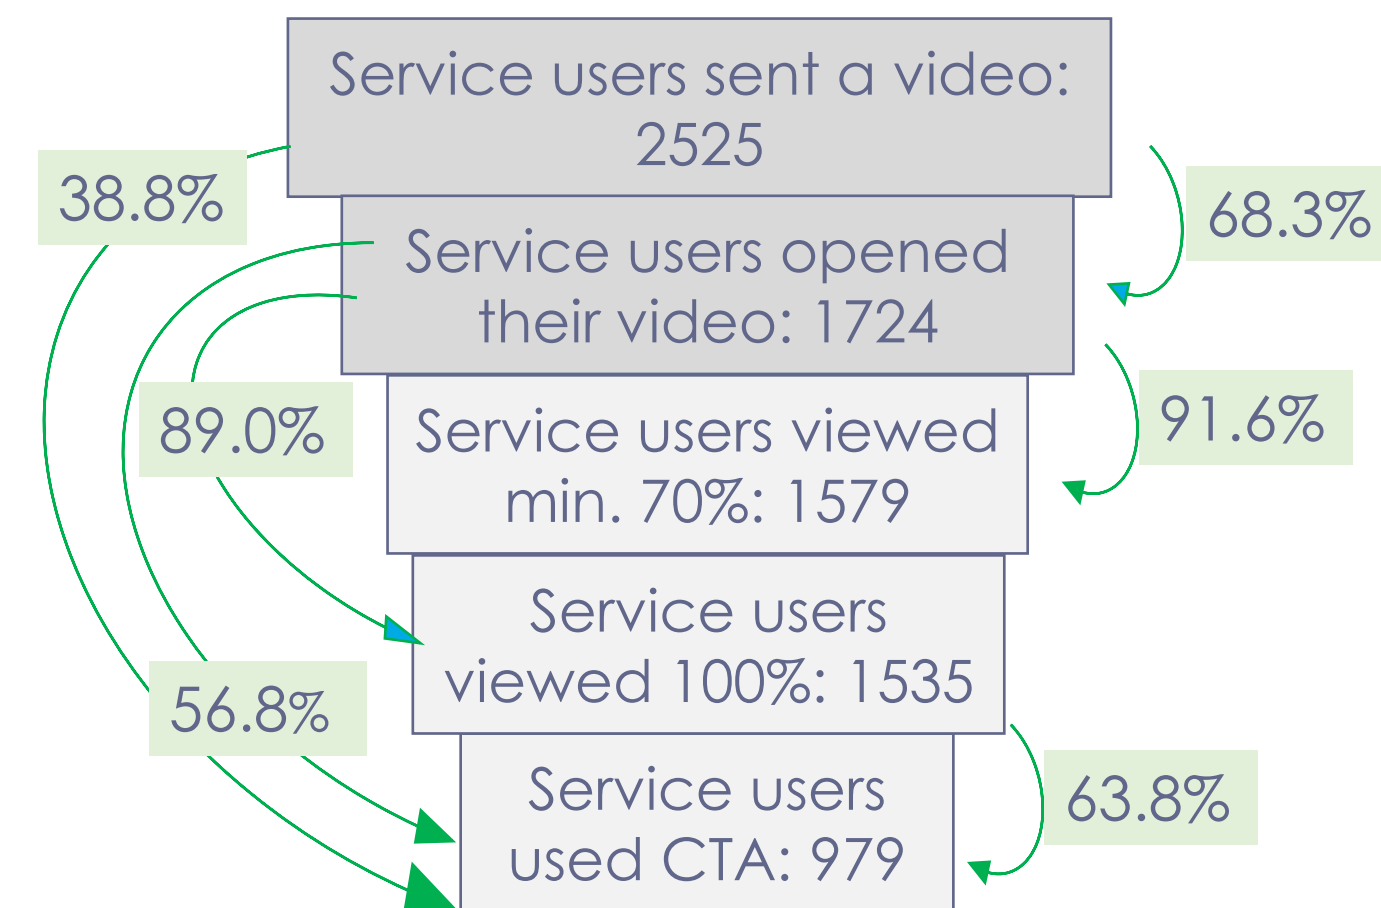 Service users sent a video:
2525
38.8%
68.3%
Service users opened
their video: 1724
89.0%
91.6%
Service users viewed
min. 70%: 1579
Service users
viewed 100%: 1535
56.8%
63.8%
Service users
used CTA: 979